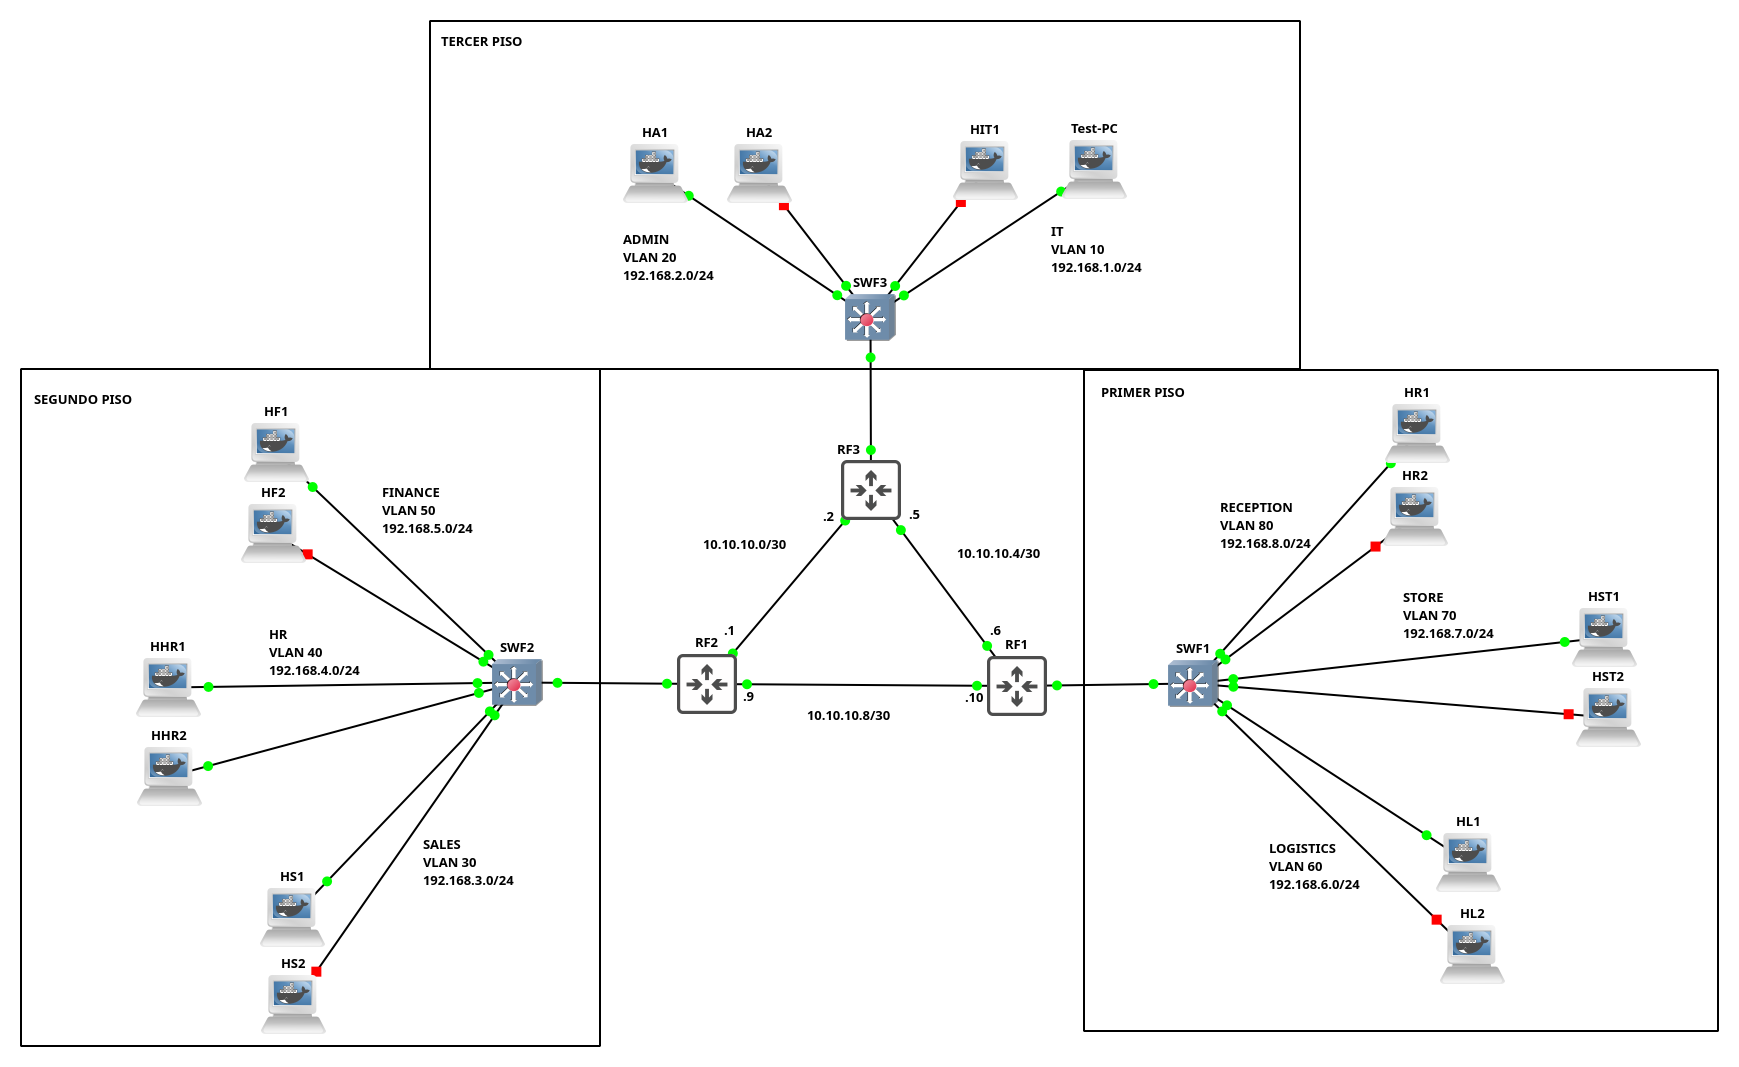 TERCER PISO
HA1
HA2
HIT1
Test-PC
ADMIN
VLAN 20
192.168.2.0/24
IT
VLAN 10
192.168.1.0/24
SWF3
SEGUNDO PISO
HF1
HF2
FINANCE
VLAN 50
192.168.5.0/24
HR
VLAN 40
192.168.4.0/24
HHR1
HHR2
SWF2
SALES
VLAN 30
192.168.3.0/24
HS1
HS2
RF3
.2
.5
10.10.10.0/30
10.10.10.4/30
.1
.6
RF2
RF1
.9
.10
10.10.10.8/30
PRIMER PISO
HR1
HR2
RECEPTION
VLAN 80
192.168.8.0/24
STORE
VLAN 70
192.168.7.0/24
HST1
HST2
SWF1
LOGISTICS
VLAN 60
192.168.6.0/24
HL1
HL2